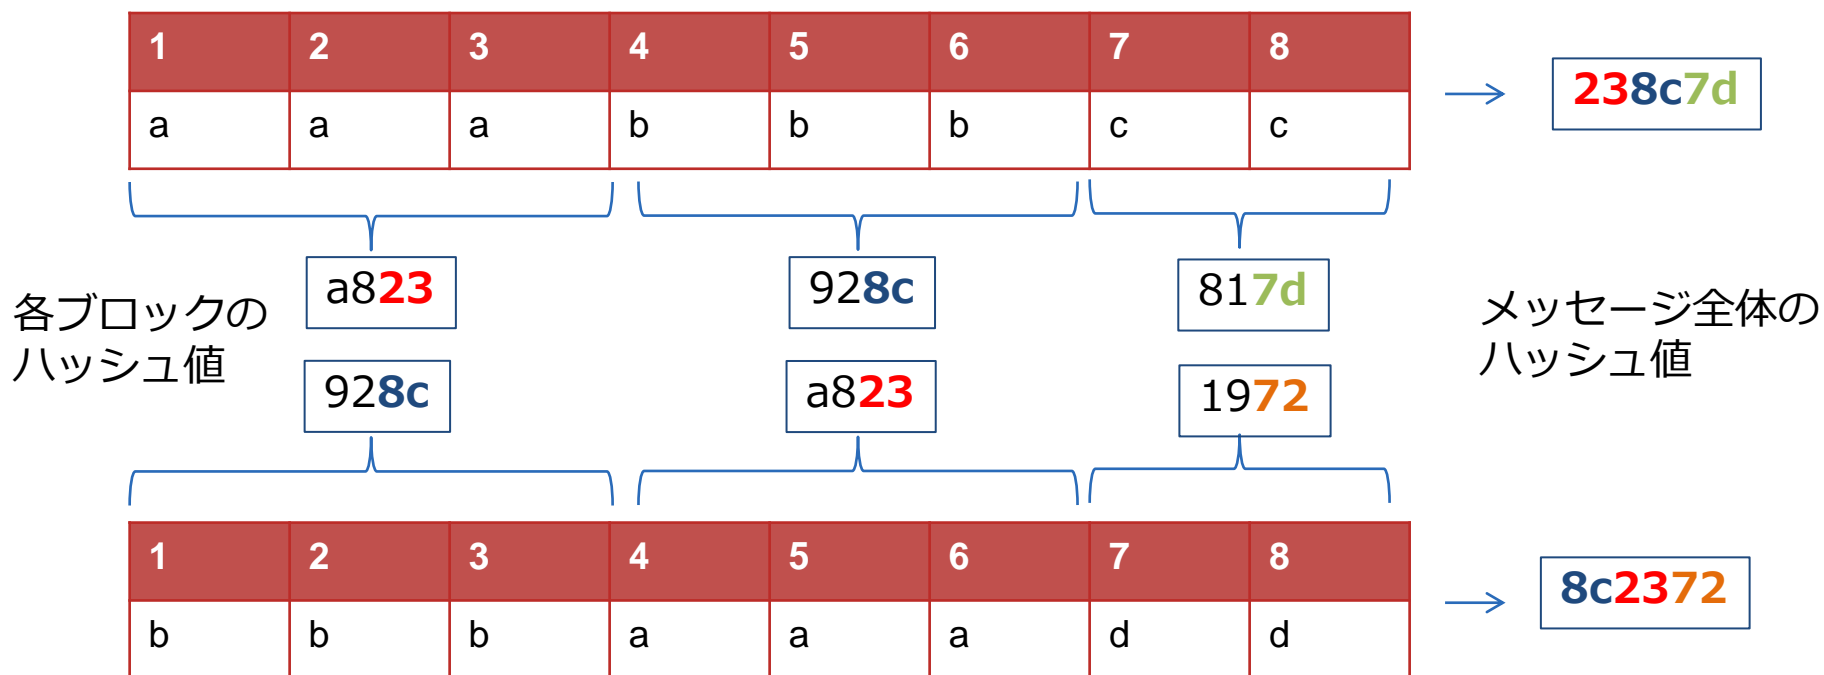 1 2 3 4 5 6 7 8
a a a b b b c c
238c7d
a823 928c 817d
各ブロックの
ハッシュ値
メッセージ全体の
ハッシュ値
928c a823 1972
1 2 3 4 5 6 7 8
b b b a a a d d
8c2372